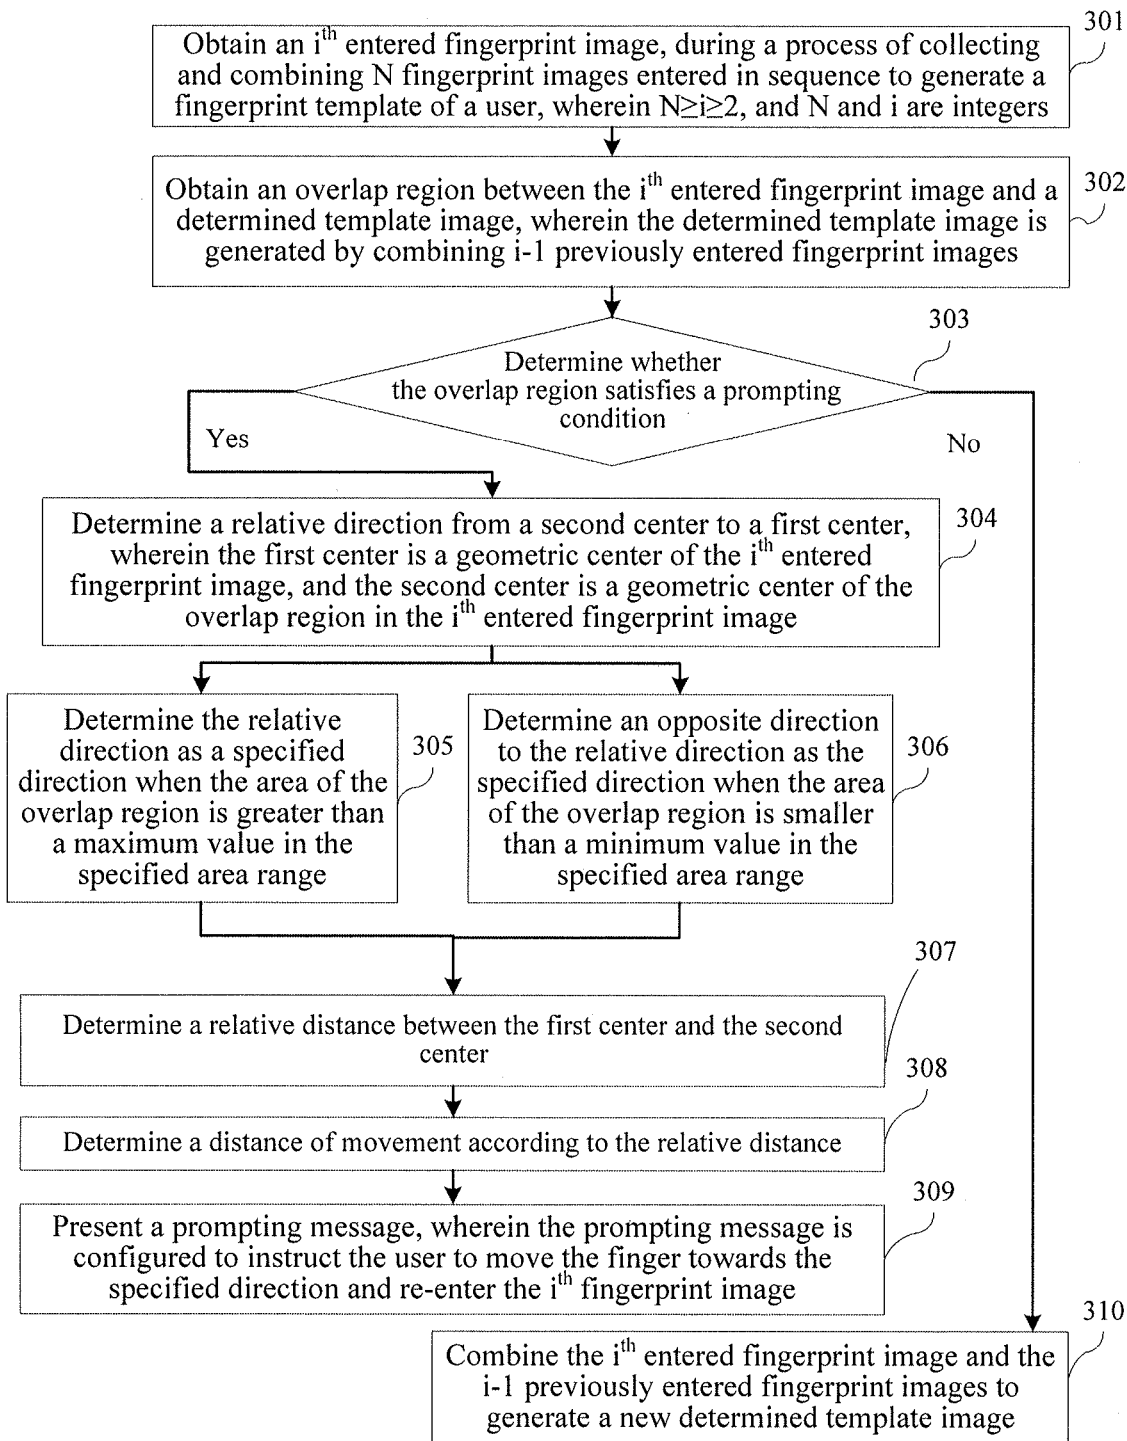 301
Obtain an ith entered fingerprint image, during a process of collecting
and combining N fingerprint images entered in sequence to generate a
fingerprint template of a user, wherein N≥i≥2, and N and i are integers
302
Obtain an overlap region between the ith entered fingerprint image and a
determined template image, wherein the determined template image is
generated by combining i-1 previously entered fingerprint images
303
Determine whether
the overlap region satisfies a prompting
condition
Yes
No
304
Determine a relative direction from a second center to a first center,
wherein the first center is a geometric center of the ith entered
fingerprint image, and the second center is a geometric center of the
overlap region in the ith entered fingerprint image
Determine the relative
direction as a specified
direction when the area of the
overlap region is greater than
a maximum value in the
specified area range
305
Determine an opposite direction
to the relative direction as the
specified direction when the area
of the overlap region is smaller
than a minimum value in the
specified area range
306
307
Determine a relative distance between the first center and the second
center
308
Determine a distance of movement according to the relative distance
309
Present a prompting message, wherein the prompting message is
configured to instruct the user to move the finger towards the
specified direction and re-enter the ith fingerprint image
310
Combine the ith entered fingerprint image and the
i-1 previously entered fingerprint images to
generate a new determined template image